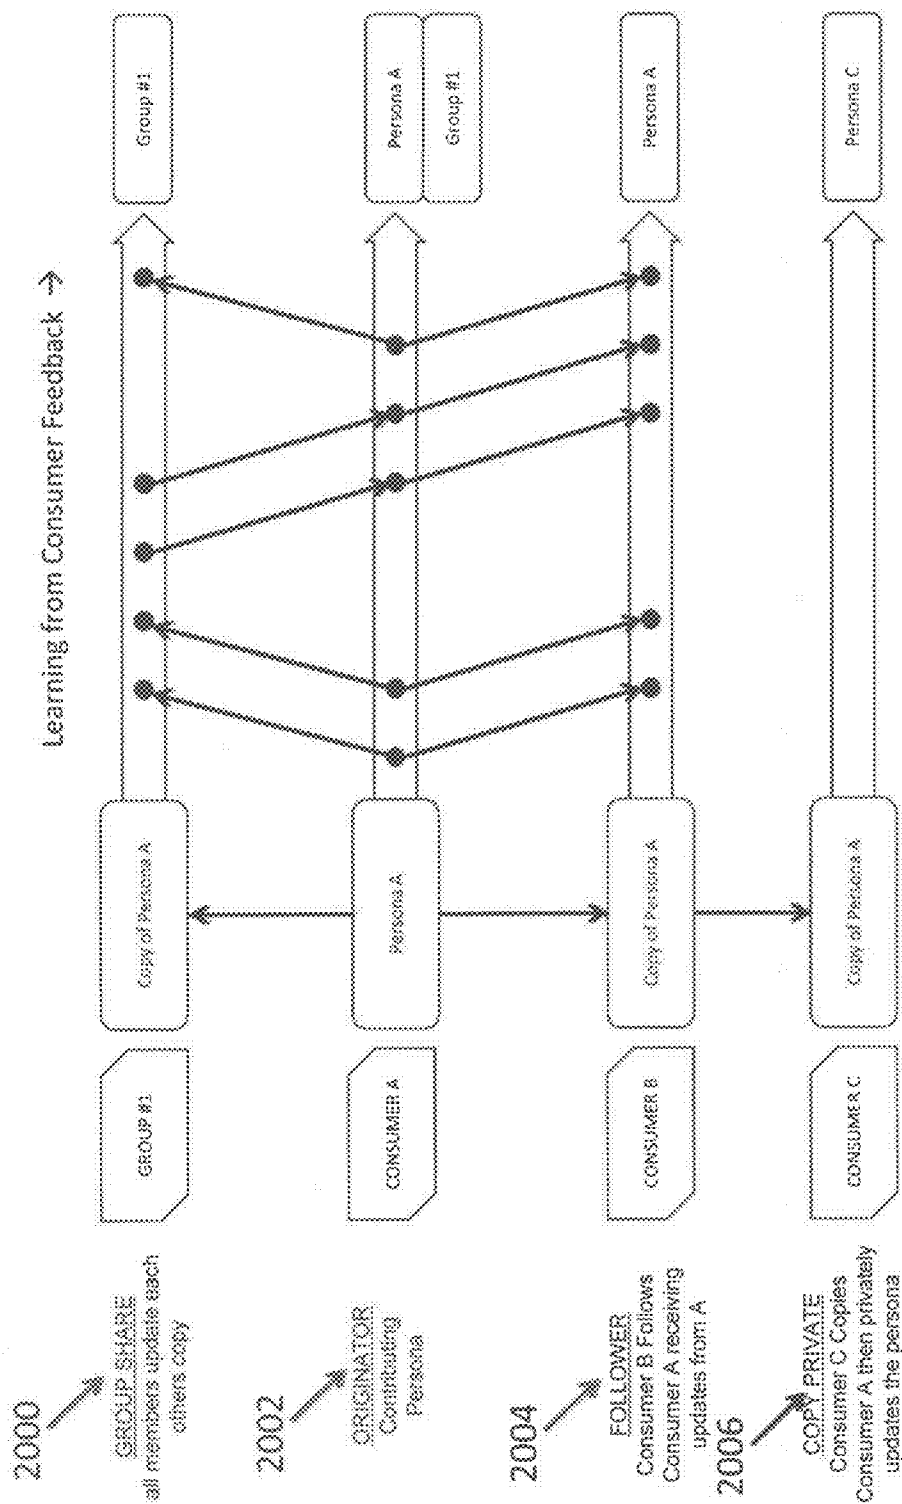 Learning from Consumer Feedback →
2000
GROUP SHARE
all members update each
others copy
GROUP #1
Copy of Persona A
Group #1
2002
ORIGINATOR
Contributing
Persona
CONSUMER A
Persona A
Persona A
Group #1
2004
FOLLOWER
Consumer B Follows
Consumer A receiving
updates from A
CONSUMER B
Copy of Persona A
Persona A
2006
COPY PRIVATE
Consumer C Copies
Consumer A then privately
updates the persona
CONSUMER C
Copy of Persona A
Persona C